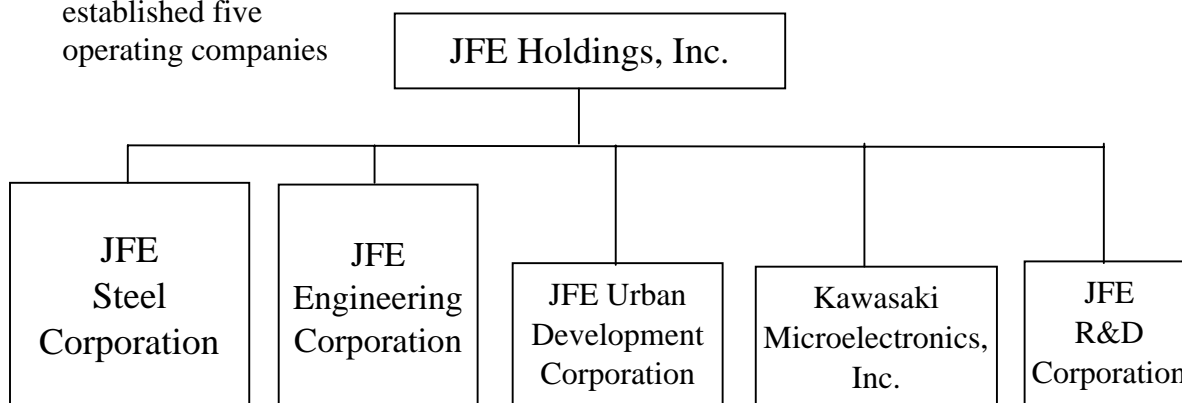 established five
operating companies
JFE Holdings, Inc.
JFE
Steel
Corporation
JFE
Engineering
Corporation
JFE Urban
Development
Corporation
Kawasaki
Microelectronics,
Inc.
JFE
R&D
Corporation